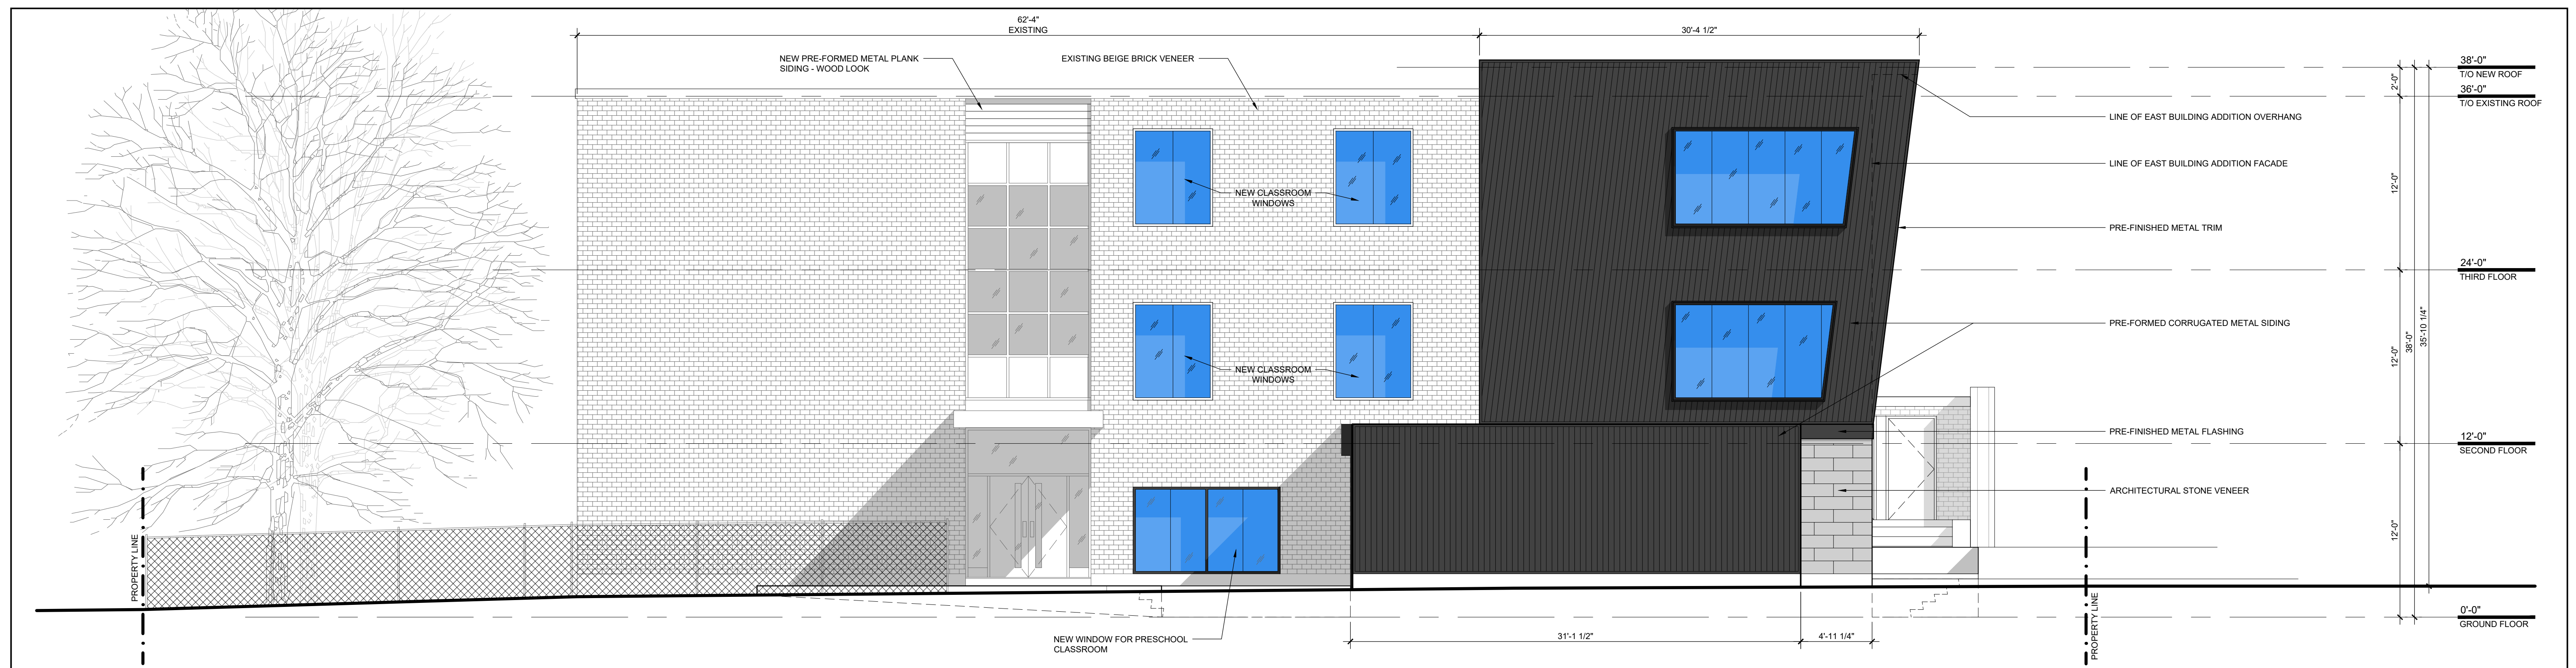 62'-4"
EXISTING
30'-4 1/2"
NEW PRE-FORMED METAL PLANK
SIDING - WOOD LOOK
EXISTING BEIGE BRICK VENEER
38'-0"
T/O NEW ROOF
2'-0"
36'-0"
T/O EXISTING ROOF
LINE OF EAST BUILDING ADDITION OVERHANG
LINE OF EAST BUILDING ADDITION FACADE
12'-0"
NEW CLASSROOM
WINDOWS
PRE-FINISHED METAL TRIM
24'-0"
THIRD FLOOR
PRE-FORMED CORRUGATED METAL SIDING
12'-0"
38'-0"
35'-10 1/4"
NEW CLASSROOM
WINDOWS
PRE-FINISHED METAL FLASHING
12'-0"
SECOND FLOOR
ARCHITECTURAL STONE VENEER
12'-0"
PROPERTY LINE
PROPERTY LINE
0'-0"
GROUND FLOOR
NEW WINDOW FOR PRESCHOOL
CLASSROOM
31'-1 1/2"
4'-11 1/4"